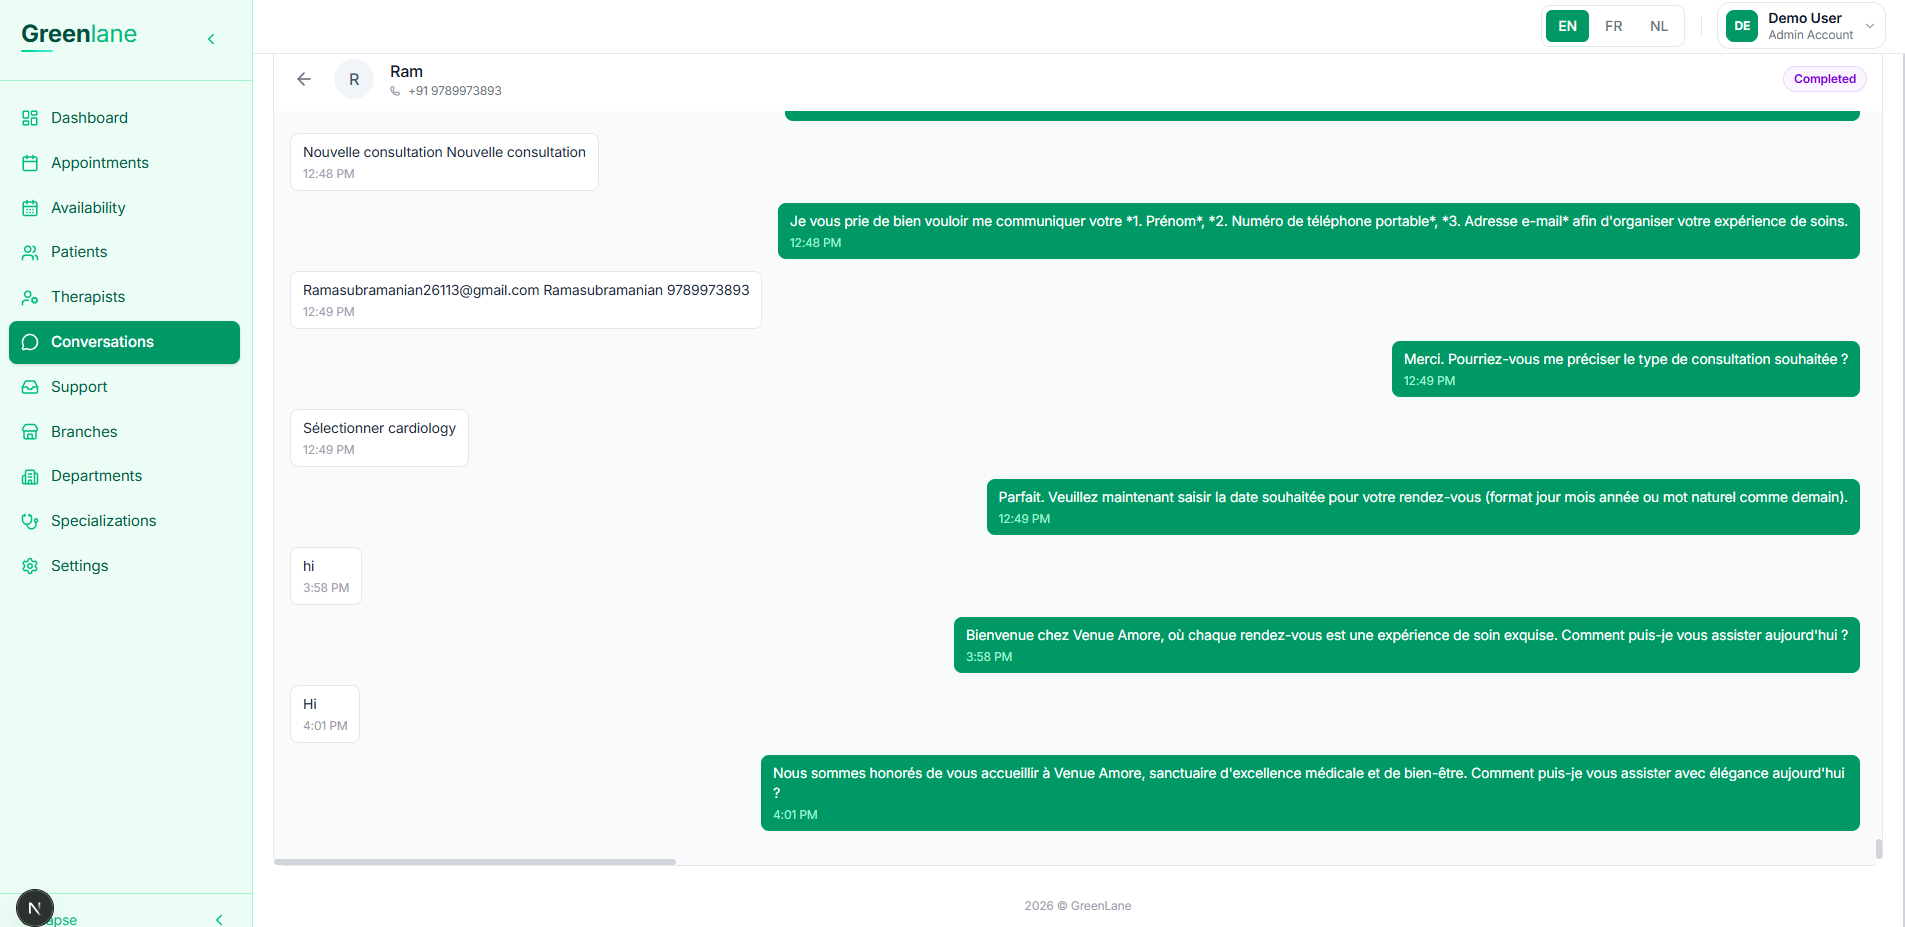 Greenlane
EN FR NL
DE
Demo User
Admin Account
Dashboard
Appointments
Availability
Patients
Therapists
Conversations
Support
Branches
Departments
Specializations
Settings
R
Ram
+91 9789973893
Completed
Nouvelle consultation Nouvelle consultation
12:48 PM
Je vous prie de bien vouloir me communiquer votre *1. Prénom*, *2. Numéro de téléphone portable*, *3. Adresse e-mail* afin d'organiser votre expérience de soins.
12:48 PM
Ramasubramanian26113@gmail.com Ramasubramanian 9789973893
12:49 PM
Merci. Pourriez-vous me préciser le type de consultation souhaitée ?
12:49 PM
Sélectionner cardiology
12:49 PM
Parfait. Veuillez maintenant saisir la date souhaitée pour votre rendez-vous (format jour mois année ou mot naturel comme demain).
12:49 PM
hi
3:58 PM
Bienvenue chez Venue Amore, où chaque rendez-vous est une expérience de soin exquise. Comment puis-je vous assister aujourd'hui ?
3:58 PM
Hi
4:01 PM
Nous sommes honorés de vous accueillir à Venue Amore, sanctuaire d'excellence médicale et de bien-être. Comment puis-je vous assister avec élégance aujourd'hui
?
4:01 PM
N
apse
2026 © GreenLane